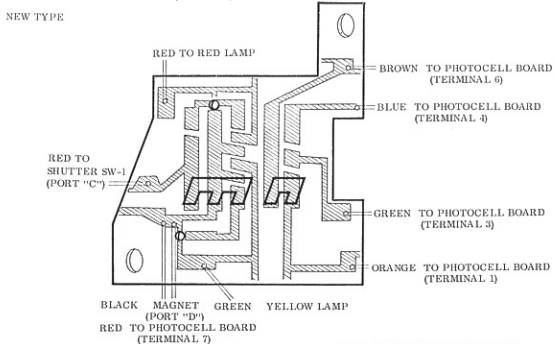 NEW TYPE
RED TO RED LAMP
BROWN TO PHOTOCELL BOARD
(TERMINAL 6)
BLUE TO PHOTOCELL BOARD
(TERMINAL 4)
RED TO
SHUTTER SW-1
(PORT "C")
GREEN TO PHOTOCELL BOARD
(TERMINAL 3)
ORANGE TO PHOTOCELL BOARD
(TERMINAL 1)
BLACK MAGNET GREEN YELLOW LAMP
(PORT "D")
RED TO PHOTOCELL BOARD
(TERMINAL 7)